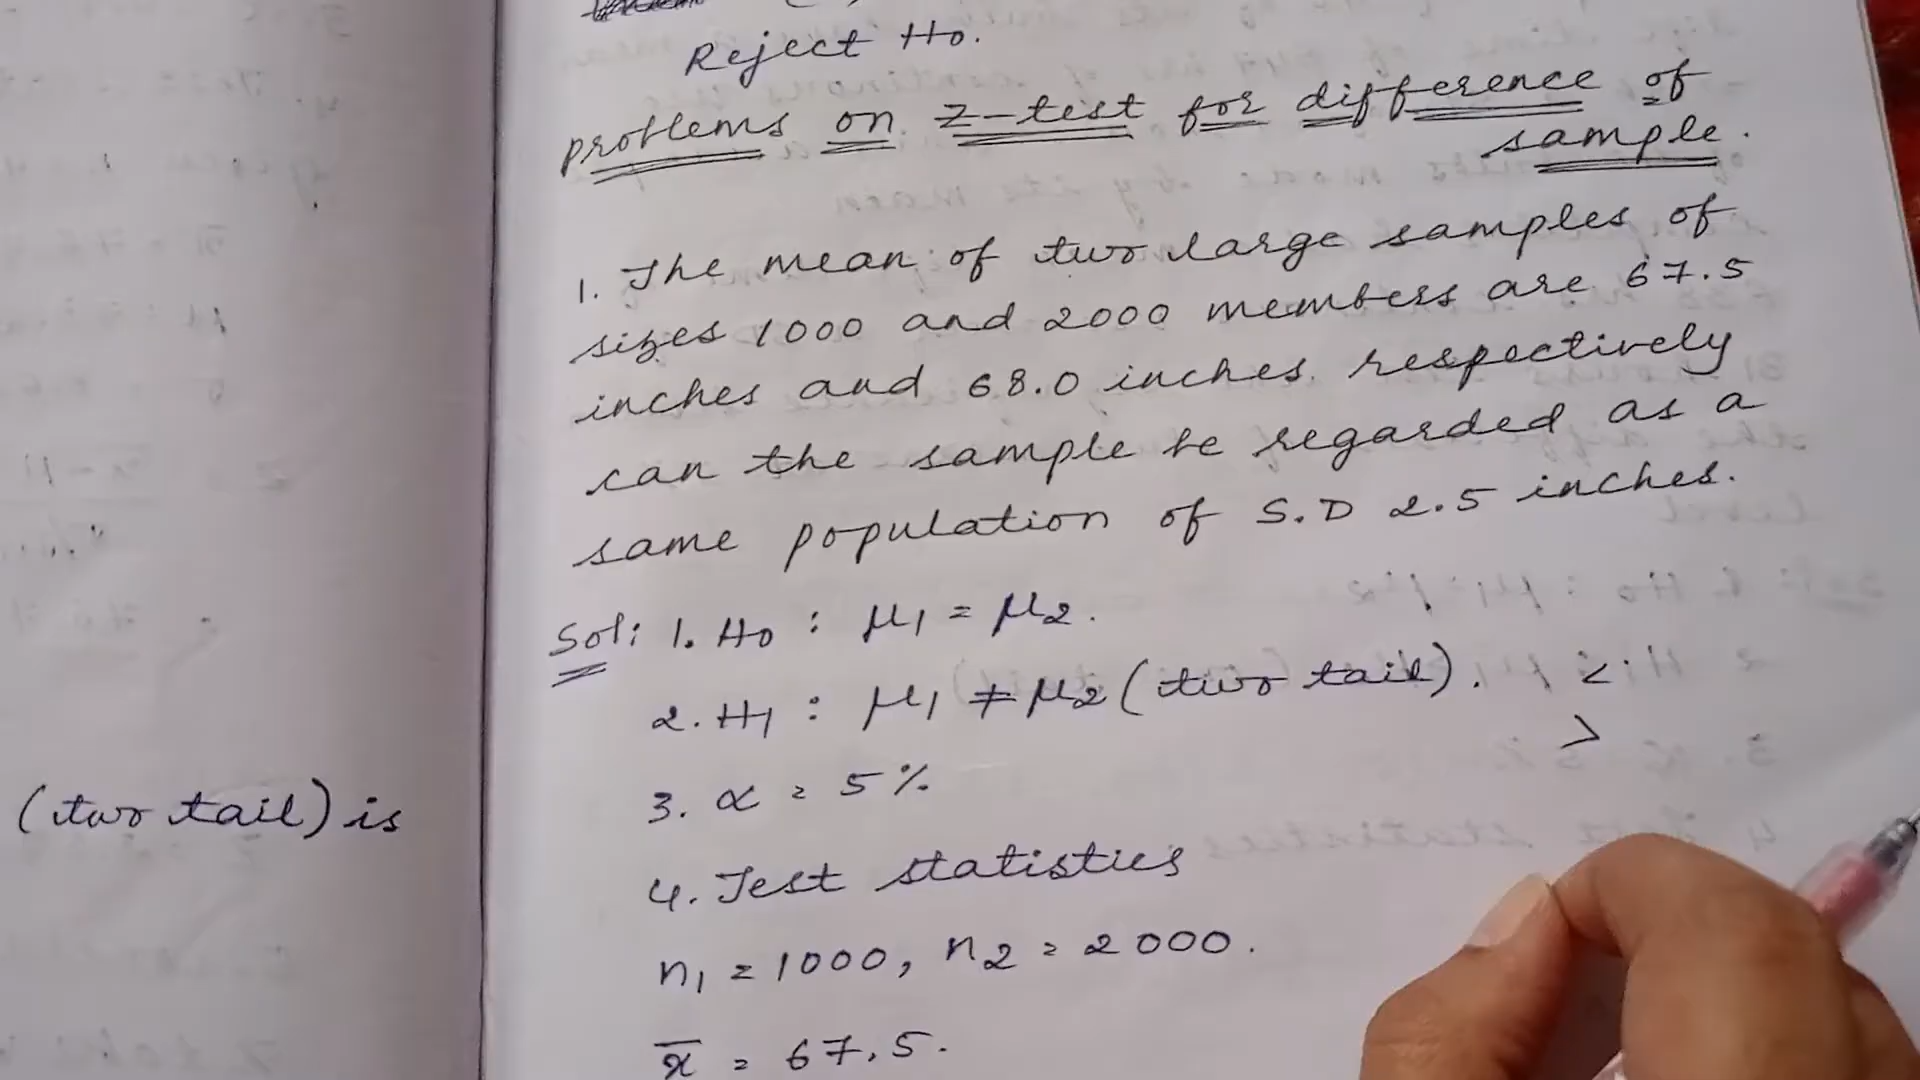 Reject H0.
problems on Z-test for difference of
sample.
1. The mean of two large samples of
sizes 1000 and 2000 members are 67.5
inches and 68.0 inches. respectively
can the sample be regarded as a
same population of S.D 2.5 inches.
Sol: 1. H0 : μ1 = μ2.
2. H1 : μ1 ≠ μ2 (two tail). <
>
3. α = 5%
(two tail) is
4. Test statistics
n1 = 1000, n2 = 2000.
x̄ = 67.5.